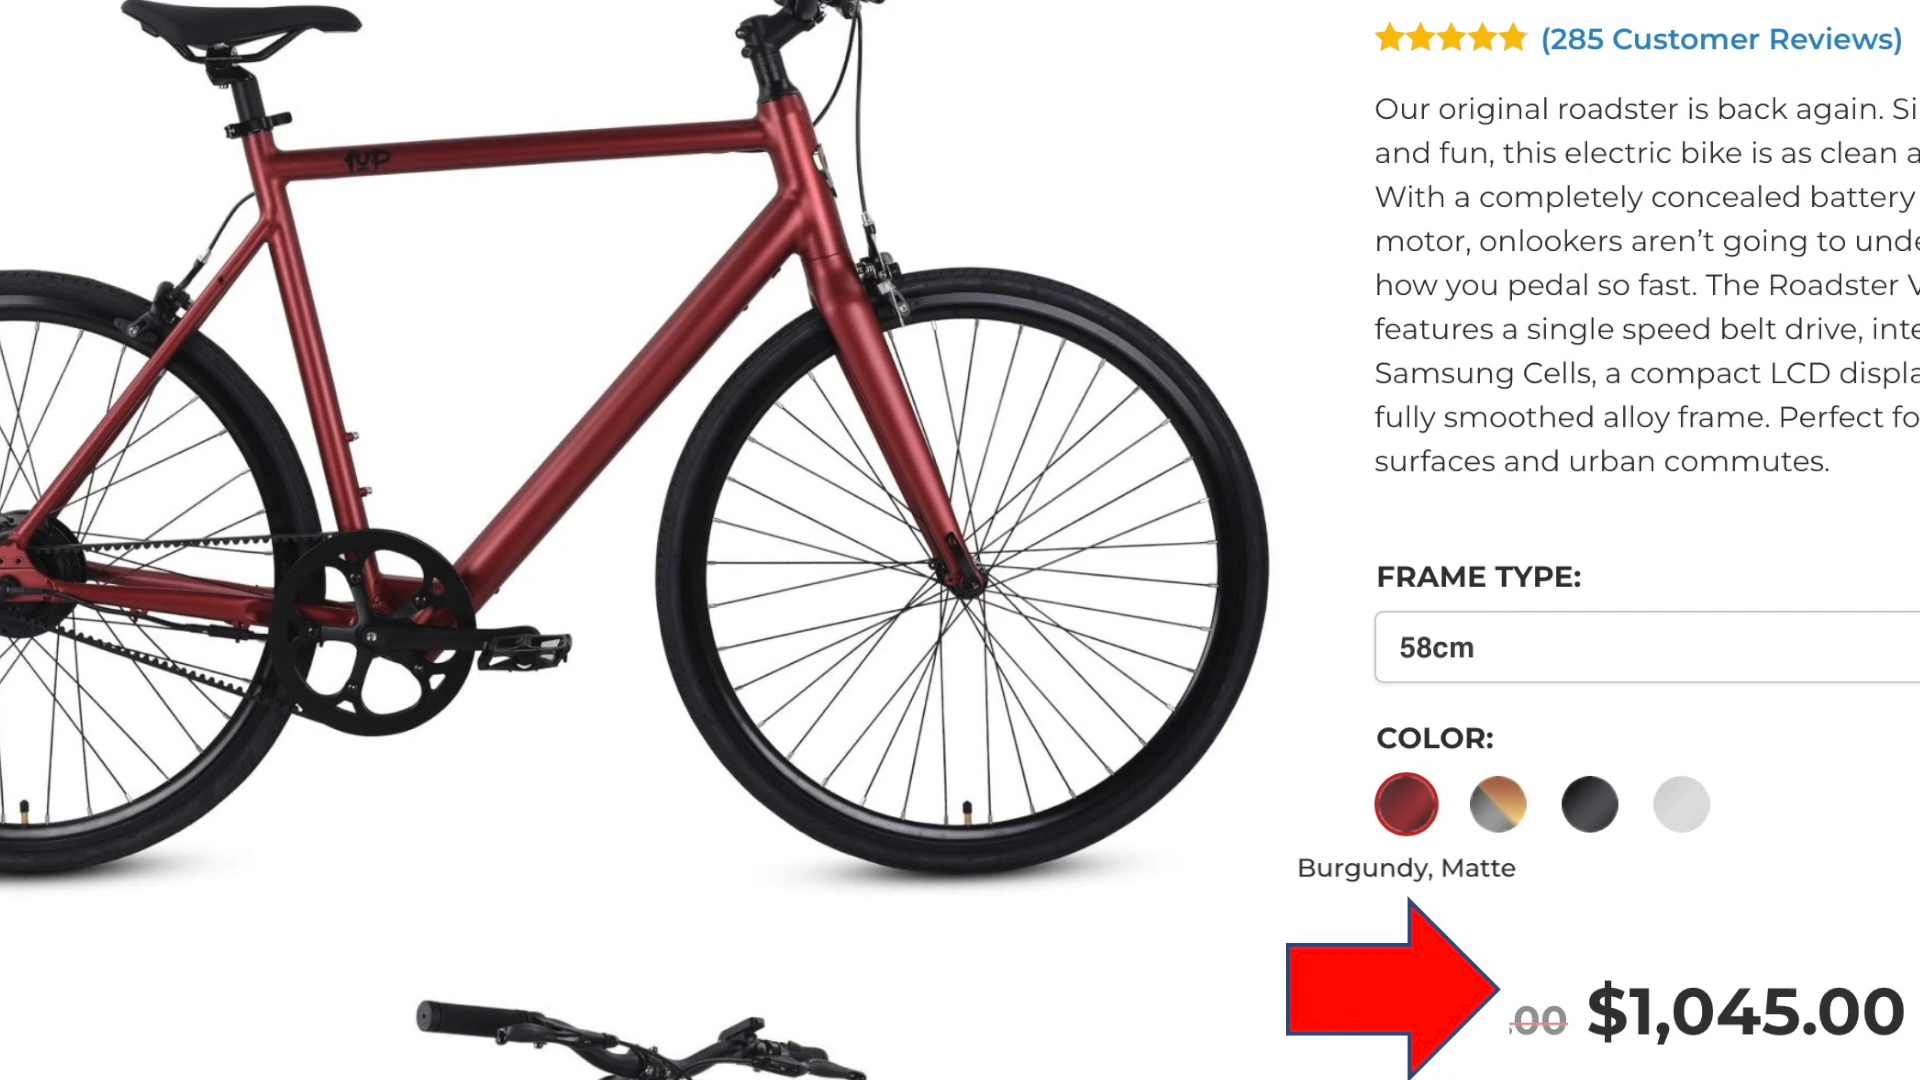 (285 Customer Reviews)
Our original roadster is back again. Si
and fun, this electric bike is as clean a
With a completely concealed battery
motor, onlookers aren’t going to unde
how you pedal so fast. The Roadster V
features a single speed belt drive, inte
Samsung Cells, a compact LCD displa
fully smoothed alloy frame. Perfect fo
surfaces and urban commutes.
1UP
FRAME TYPE:
58cm
COLOR:
Burgundy, Matte
.00 $1,045.00